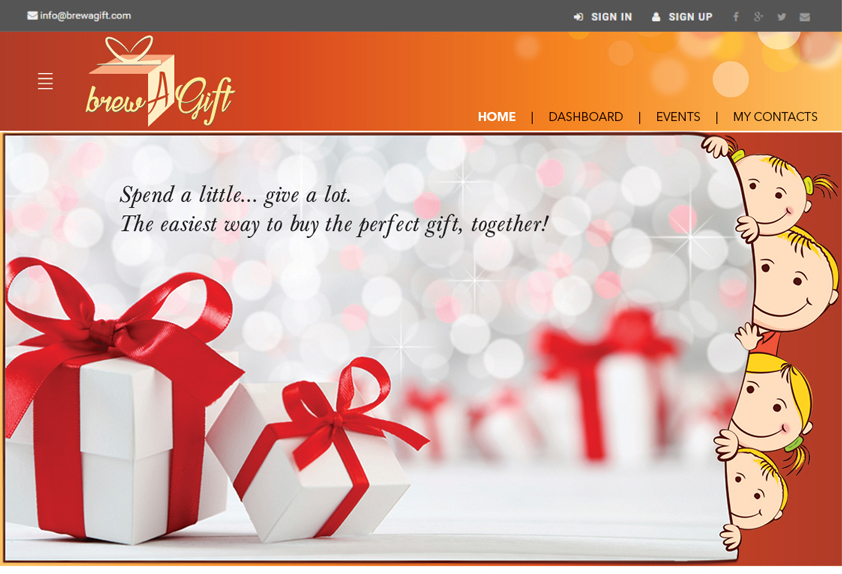 info@brewagift.com
SIGN IN SIGN UP
brew A Gift
HOME | DASHBOARD | EVENTS | MY CONTACTS
Spend a little... give a lot.
The easiest way to buy the perfect gift, together!